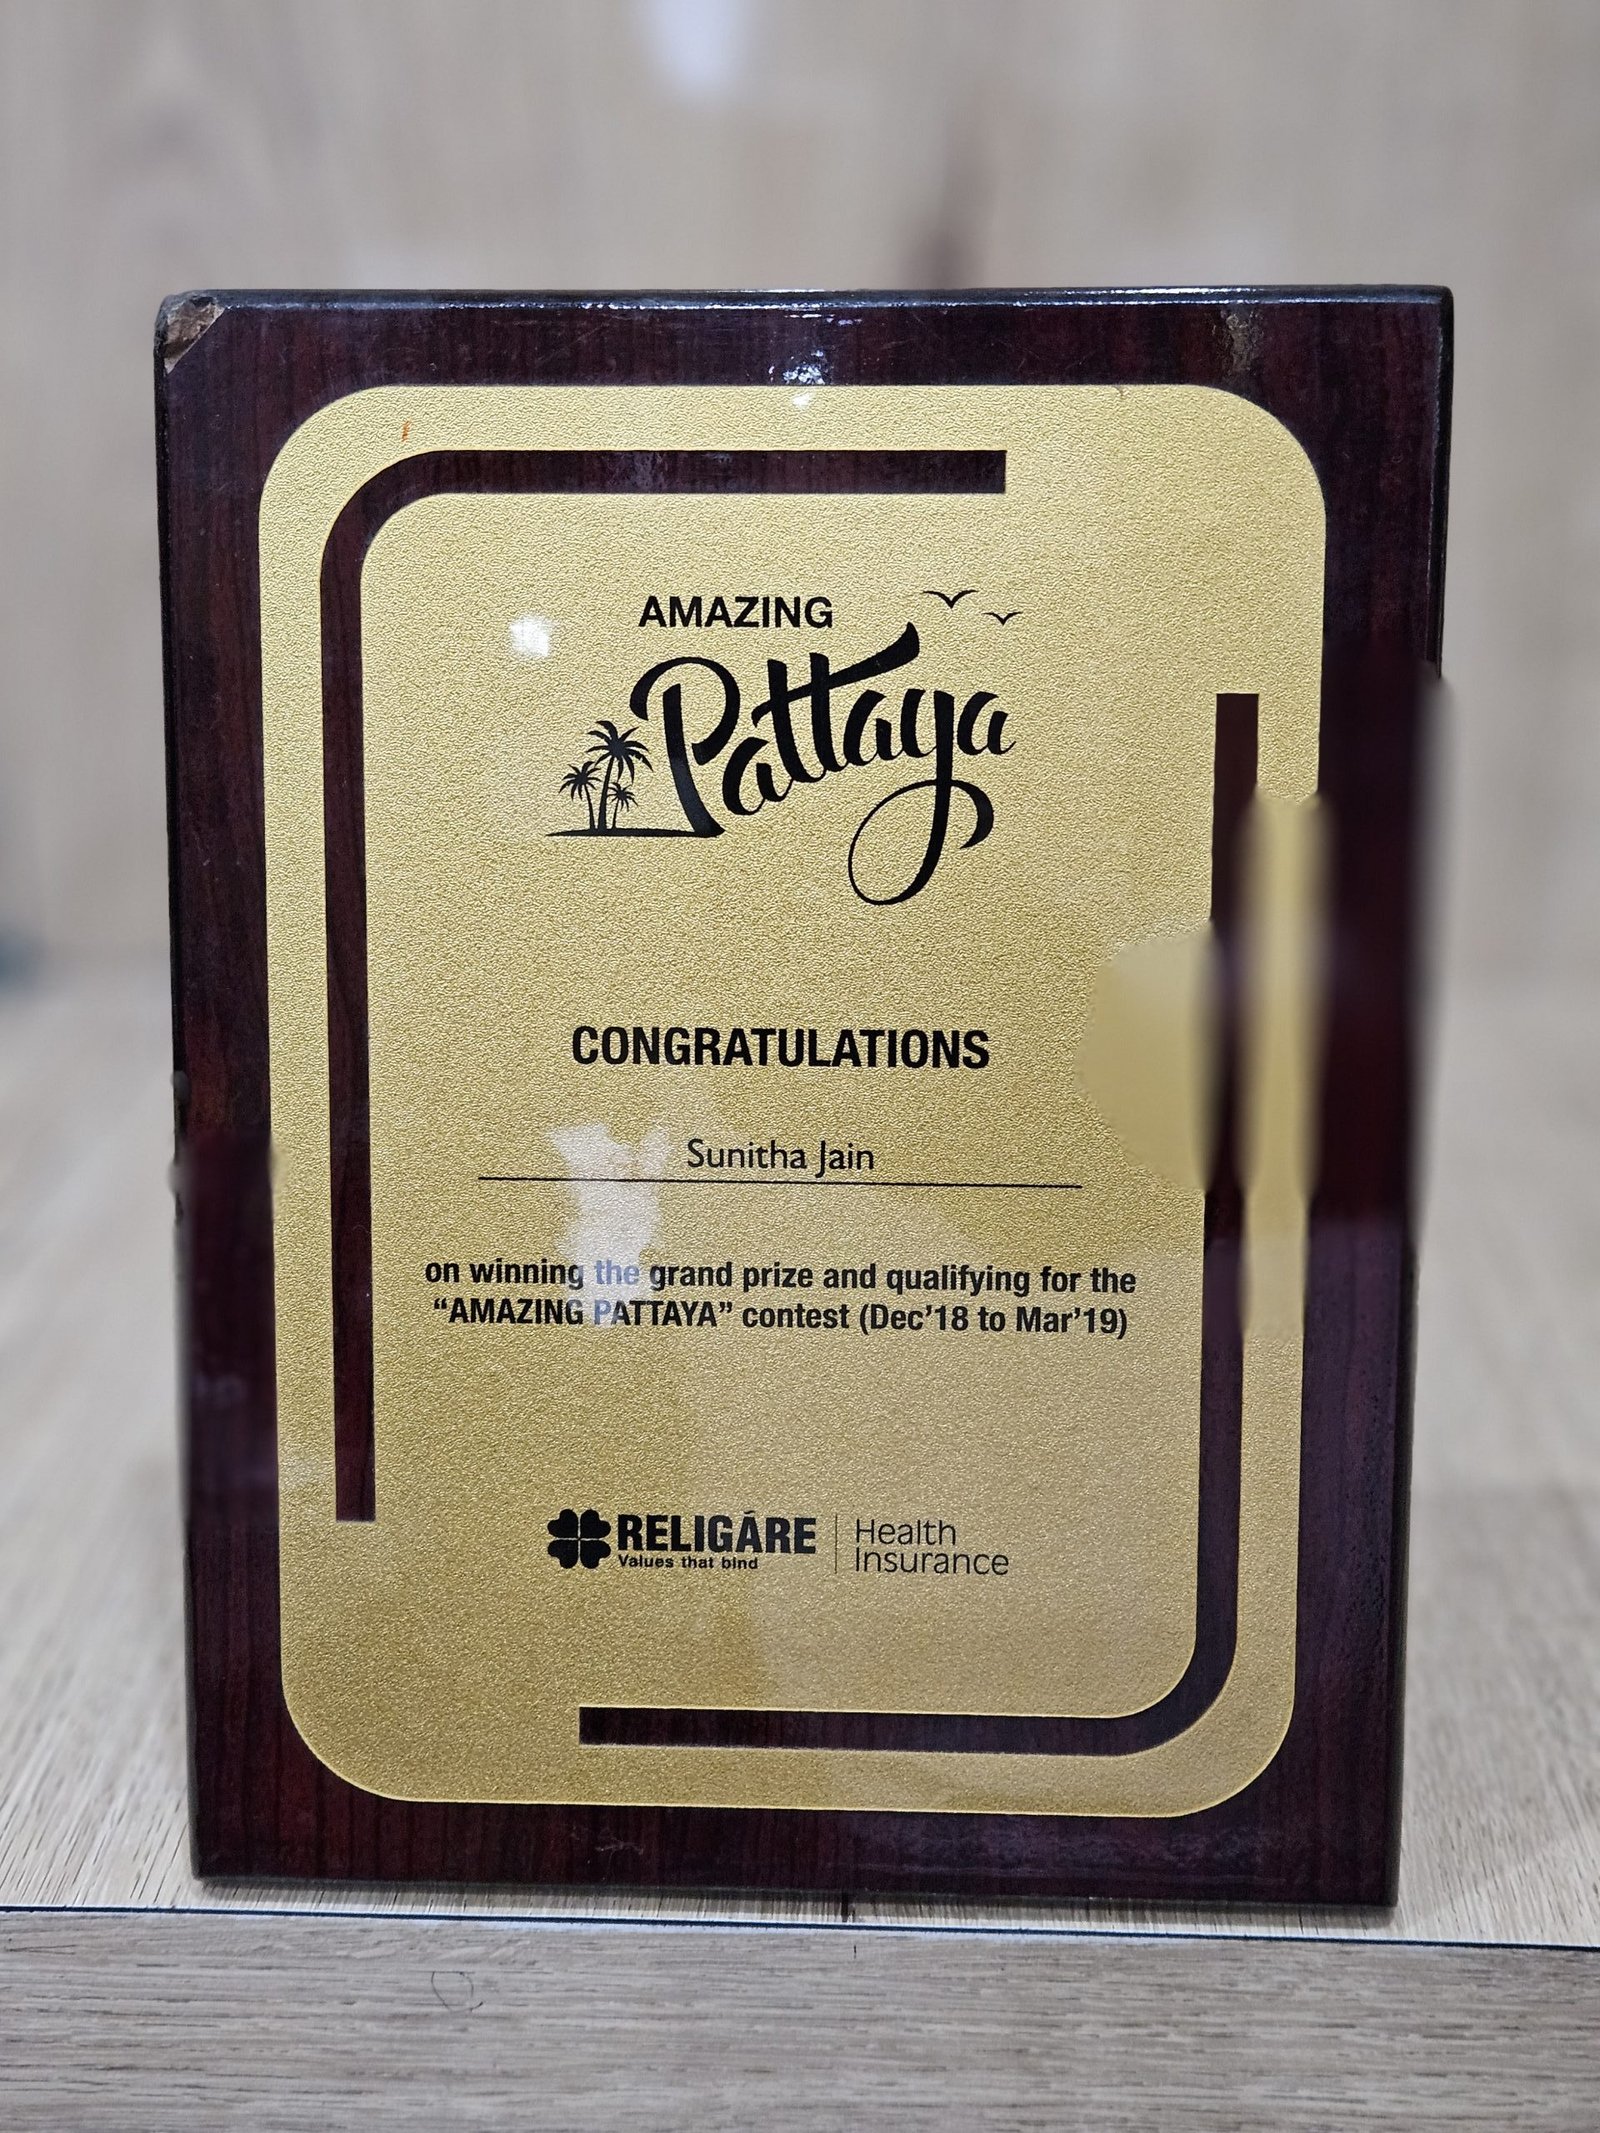 AMAZING
Pattaya
CONGRATULATIONS
Sunitha Jain
on winning the grand prize and qualifying for the
“AMAZING PATTAYA” contest (Dec’18 to Mar’19)
RELIGÁRE
Values that bind
Health
Insurance